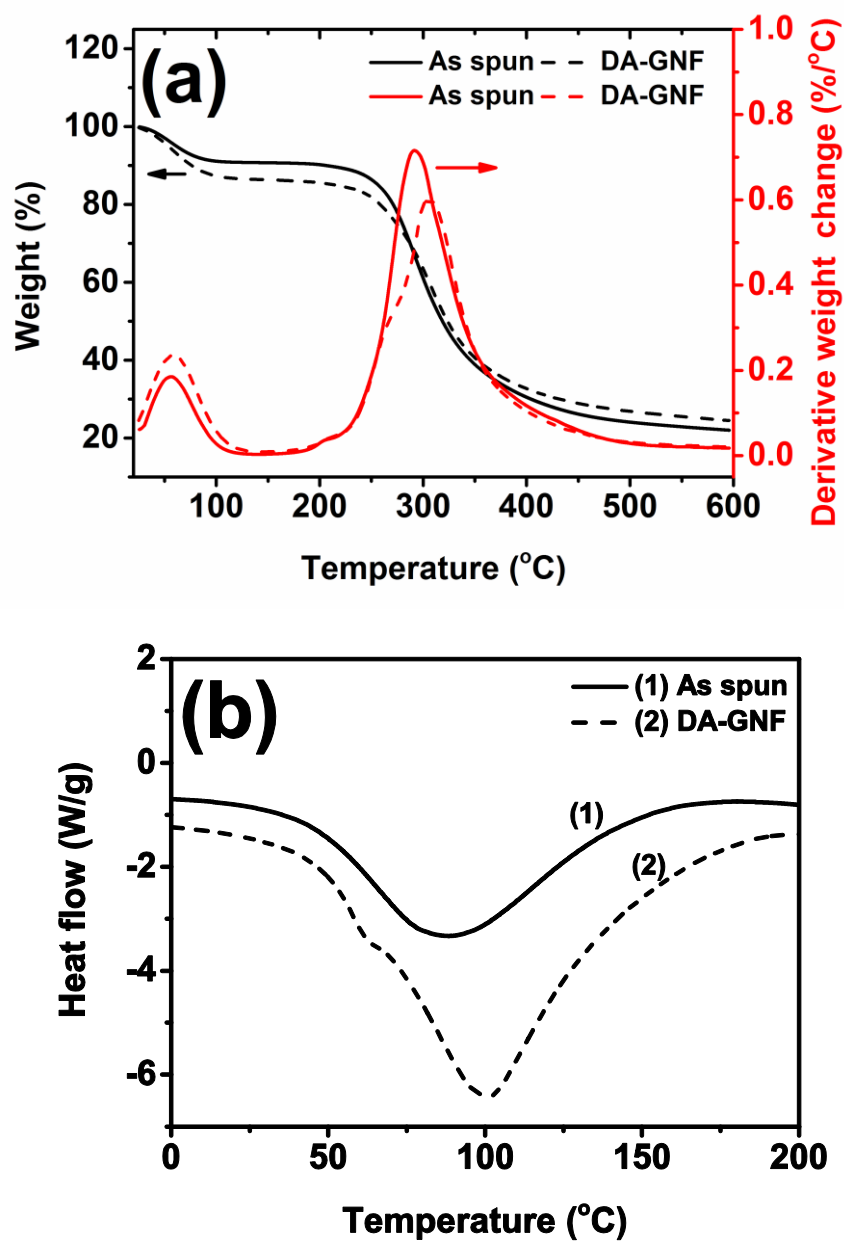 (a)
As spun DA-GNF
As spun DA-GNF
120
100
80
60
40
20
Weight (%)
1.0
0.8
0.6
0.4
0.2
0.0
Derivative weight change (%/°C)
100 200 300 400 500 600
Temperature (°C)
(b)
(1) As spun
(2) DA-GNF
2
0
-2
-4
-6
Heat flow (W/g)
(1)
(2)
0 50 100 150 200
Temperature (°C)